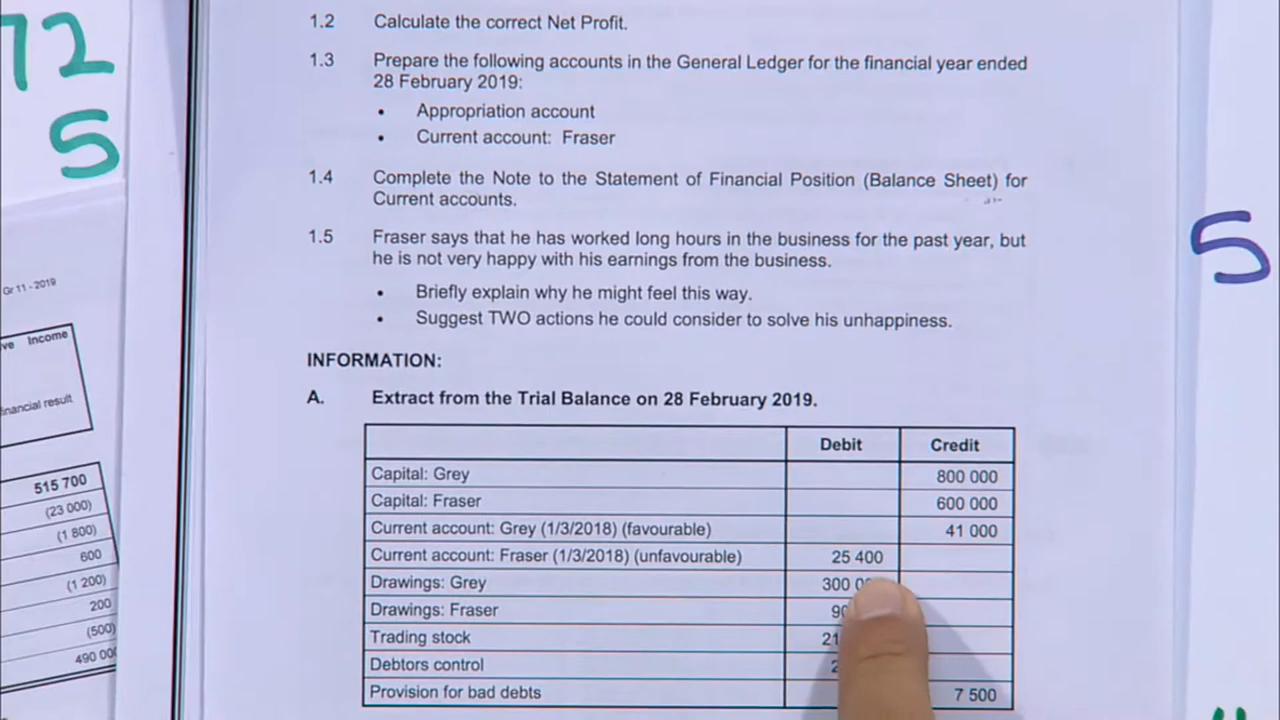 72
5
1.2 Calculate the correct Net Profit.
1.3 Prepare the following accounts in the General Ledger for the financial year ended
28 February 2019:
• Appropriation account
• Current account: Fraser
1.4 Complete the Note to the Statement of Financial Position (Balance Sheet) for
Current accounts.
1.5 Fraser says that he has worked long hours in the business for the past year, but
he is not very happy with his earnings from the business.
• Briefly explain why he might feel this way.
• Suggest TWO actions he could consider to solve his unhappiness.
INFORMATION:
A. Extract from the Trial Balance on 28 February 2019.
Debit Credit
Capital: Grey 800 000
Capital: Fraser 600 000
Current account: Grey (1/3/2018) (favourable) 41 000
Current account: Fraser (1/3/2018) (unfavourable) 25 400
Drawings: Grey 300
Drawings: Fraser
Trading stock
Debtors control
Provision for bad debts 7 500
Gr 11 - 2019
Income
financial result
515 700
(23 000)
(1 800)
600
(1 200)
200
(500)
490 000
5